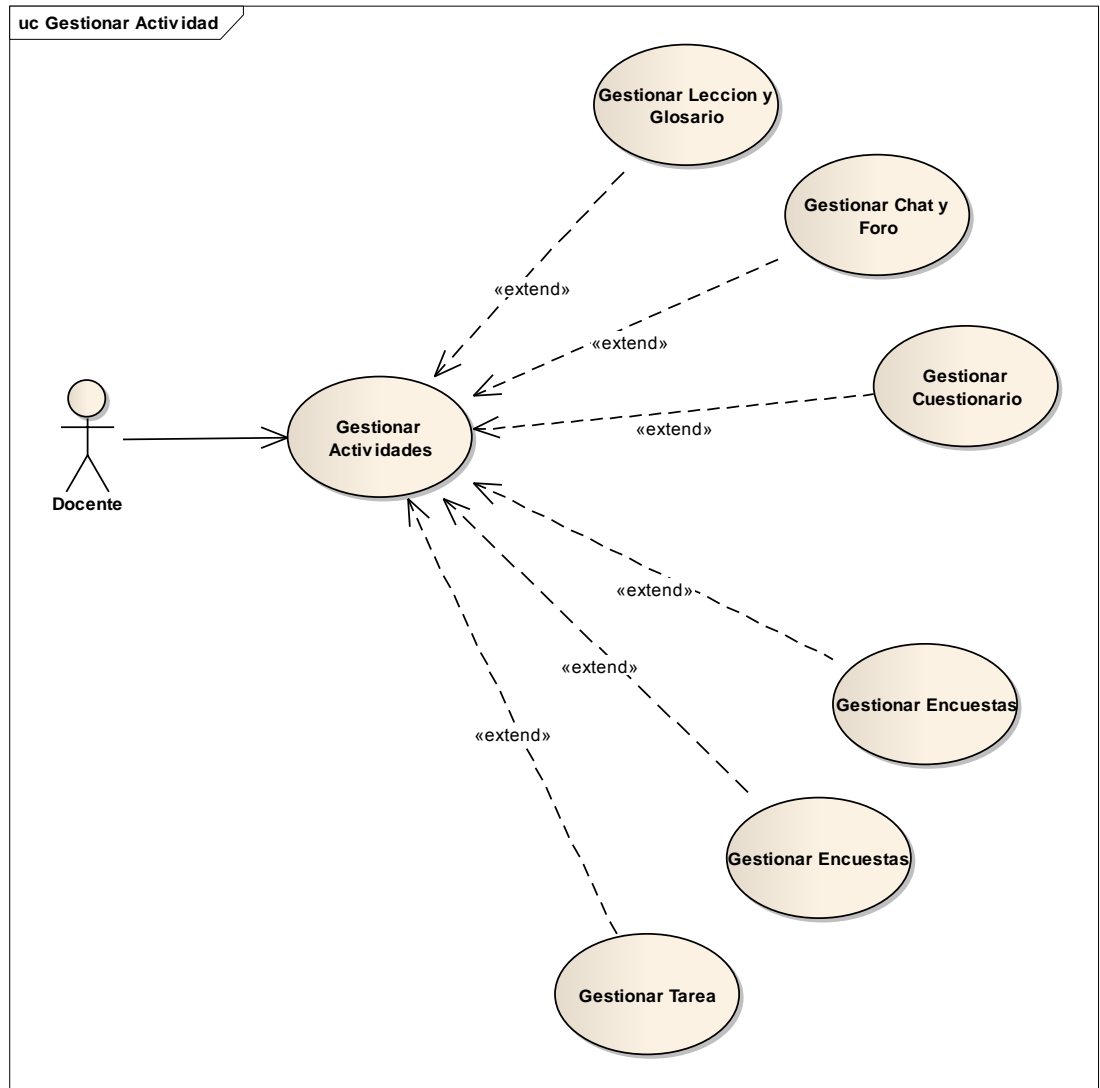 uc Gestionar Actividad
Gestionar Leccion y
Glosario
Gestionar Chat y
Foro
«extend»
«extend»
Gestionar
Cuestionario
«extend»
Gestionar
Actividades
Docente
«extend»
«extend»
Gestionar Encuestas
«extend»
Gestionar Encuestas
Gestionar Tarea